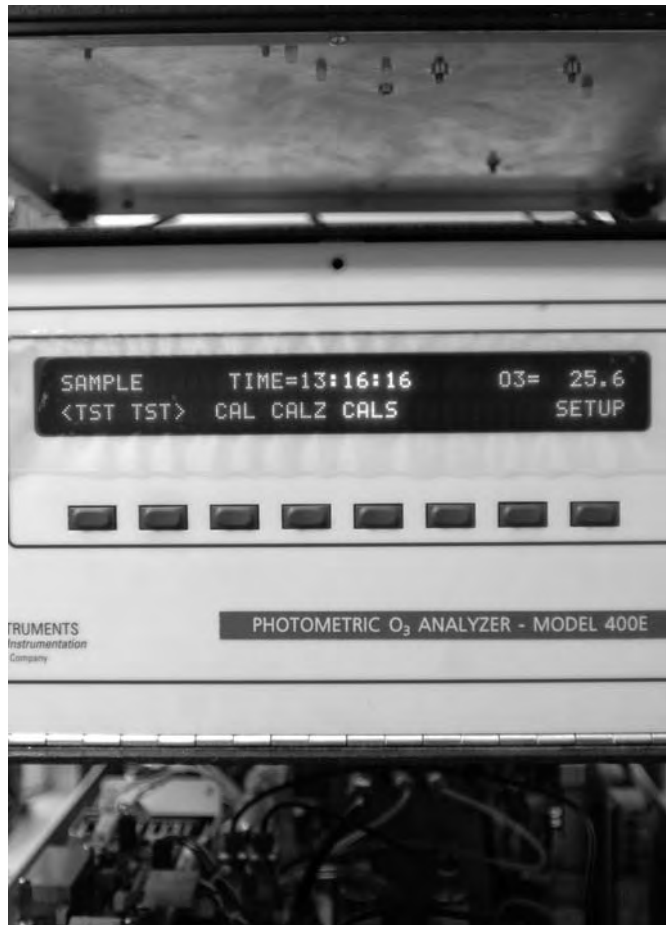 SAMPLE TIME=13:16:16 O3= 25.6
<TST TST> CAL CALZ CALS SETUP
TRUMENTS
Instrumentation
Company
PHOTOMETRIC O₃ ANALYZER - MODEL 400E